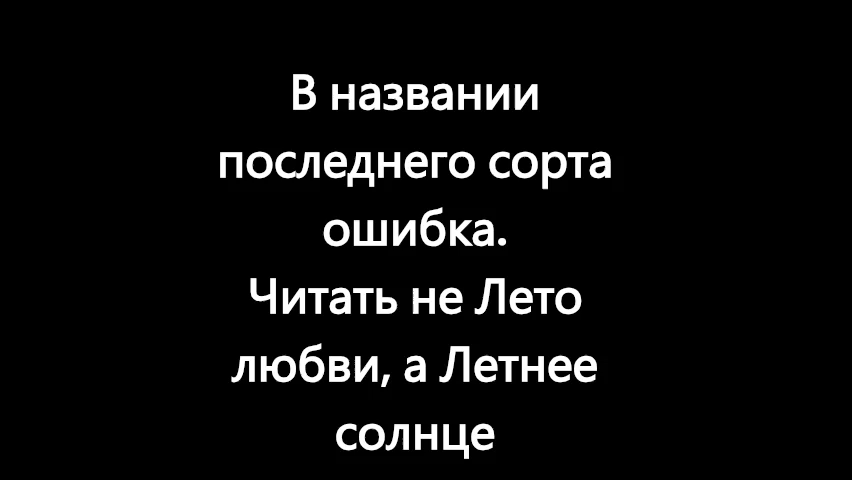 В названии
последнего сорта
ошибка.
Читать не Лето
любви, а Летнее
солнце